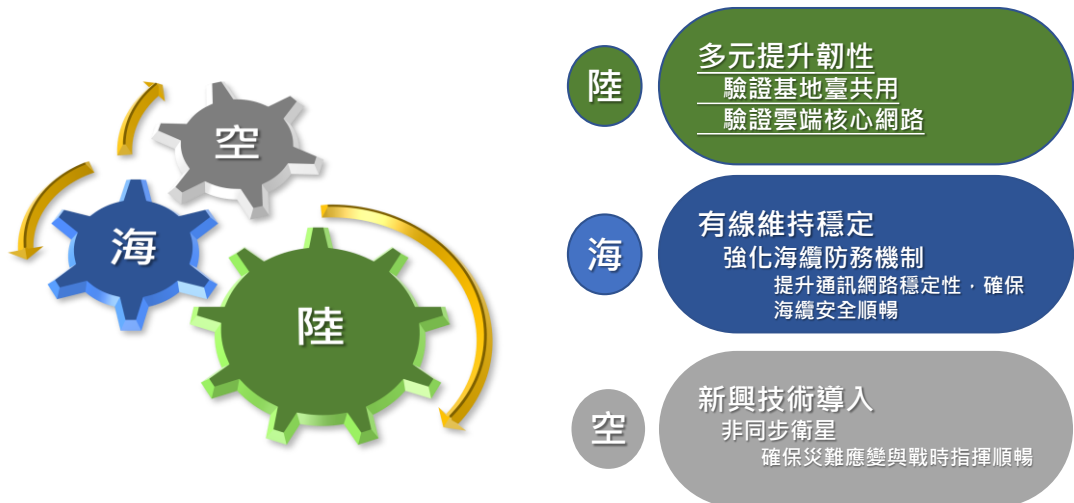 空
海
陸
陸
多元提升韌性
驗證基地臺共用
驗證雲端核心網路
海
有線維持穩定
強化海纜防務機制
提升通訊網路穩定性，確保
海纜安全順暢
空
新興技術導入
非同步衛星
確保災難應變與戰時指揮順暢